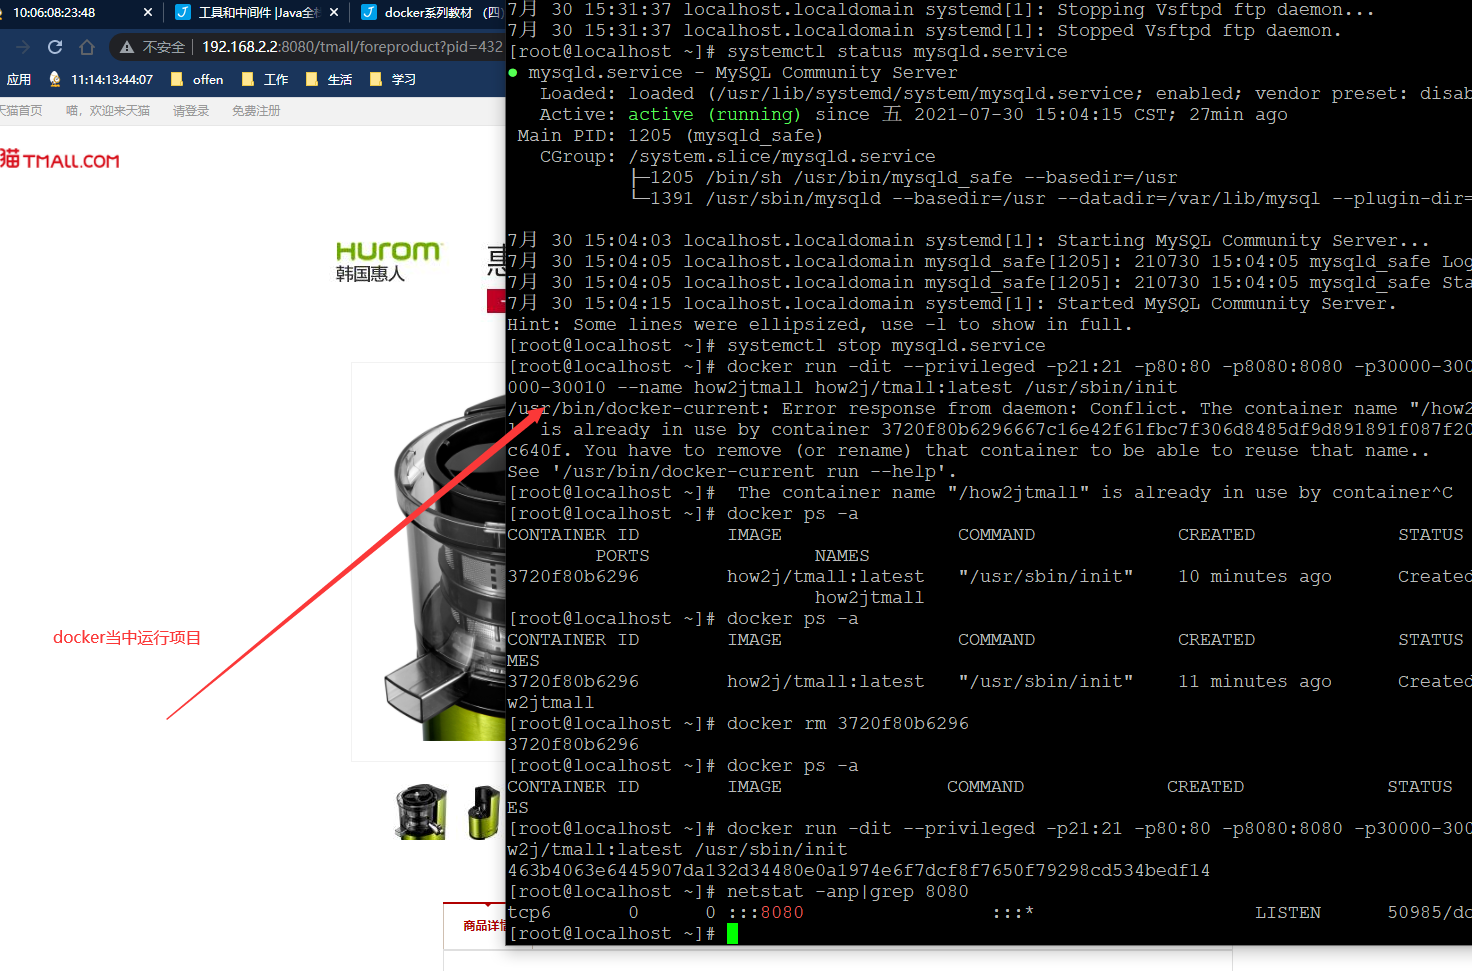 10:06:08:23:48
工具和中间件 |Java全
docker系列教材 （四）
不安全
192.168.2.2:8080/tmall/foreproduct?pid=432
应用
11:14:13:44:07
offen
工作
生活
学习
天猫首页 喵，欢迎来天猫 请登录 免费注册
猫TMALL.COM
HUROM
韩国惠人
惠
docker当中运行项目
商品详情
7月 30 15:31:37 localhost.localdomain systemd[1]: Stopping Vsftpd ftp daemon...
7月 30 15:31:37 localhost.localdomain systemd[1]: Stopped Vsftpd ftp daemon.
[root@localhost ~]# systemctl status mysqld.service
● mysqld.service - MySQL Community Server
Loaded: loaded (/usr/lib/systemd/system/mysqld.service; enabled; vendor preset: disab
Active: active (running) since 五 2021-07-30 15:04:15 CST; 27min ago
Main PID: 1205 (mysqld_safe)
CGroup: /system.slice/mysqld.service
├─1205 /bin/sh /usr/bin/mysqld_safe --basedir=/usr
└─1391 /usr/sbin/mysqld --basedir=/usr --datadir=/var/lib/mysql --plugin-dir=
7月 30 15:04:03 localhost.localdomain systemd[1]: Starting MySQL Community Server...
7月 30 15:04:05 localhost.localdomain mysqld_safe[1205]: 210730 15:04:05 mysqld_safe Log
7月 30 15:04:05 localhost.localdomain mysqld_safe[1205]: 210730 15:04:05 mysqld_safe Sta
7月 30 15:04:15 localhost.localdomain systemd[1]: Started MySQL Community Server.
Hint: Some lines were ellipsized, use -l to show in full.
[root@localhost ~]# systemctl stop mysqld.service
[root@localhost ~]# docker run -dit --privileged -p21:21 -p80:80 -p8080:8080 -p30000-300
000-30010 --name how2jtmall how2j/tmall:latest /usr/sbin/init
/usr/bin/docker-current: Error response from daemon: Conflict. The container name "/how2
l" is already in use by container 3720f80b6296667c16e42f61fbc7f306d8485df9d891891f087f20
c640f. You have to remove (or rename) that container to be able to reuse that name..
See '/usr/bin/docker-current run --help'.
[root@localhost ~]#  The container name "/how2jtmall" is already in use by container^C
[root@localhost ~]# docker ps -a
CONTAINER ID IMAGE COMMAND CREATED STATUS
PORTS NAMES
3720f80b6296 how2j/tmall:latest "/usr/sbin/init" 10 minutes ago Created
how2jtmall
[root@localhost ~]# docker ps -a
CONTAINER ID IMAGE COMMAND CREATED STATUS
MES
3720f80b6296 how2j/tmall:latest "/usr/sbin/init" 11 minutes ago Created
w2jtmall
[root@localhost ~]# docker rm 3720f80b6296
3720f80b6296
[root@localhost ~]# docker ps -a
CONTAINER ID IMAGE COMMAND CREATED STATUS
ES
[root@localhost ~]# docker run -dit --privileged -p21:21 -p80:80 -p8080:8080 -p30000-300
w2j/tmall:latest /usr/sbin/init
463b4063e6445907da132d34480e0a1974e6f7dcf8f7650f79298cd534bedf14
[root@localhost ~]# netstat -anp|grep 8080
tcp6 0 0 :::8080 :::* LISTEN 50985/do
[root@localhost ~]#